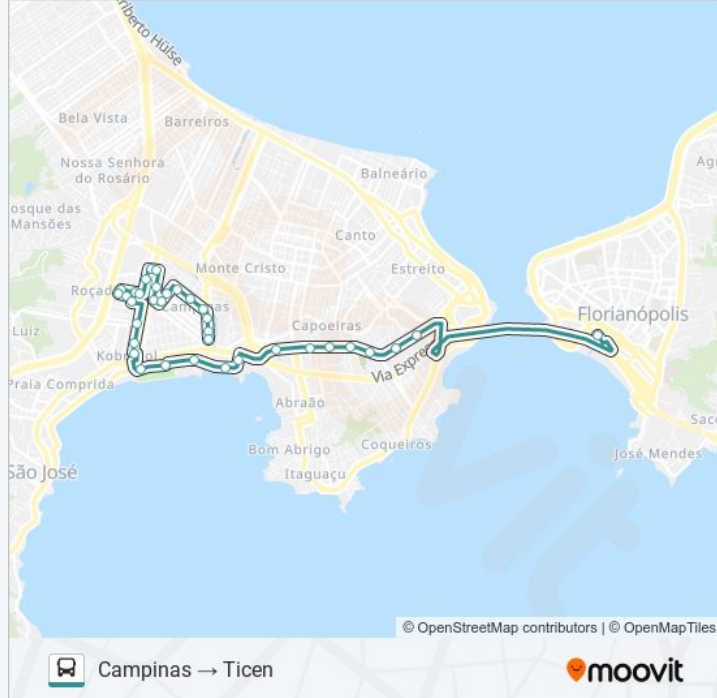 riberto Hülse
Bela Vista
Barreiros
Nossa Senhora
do Rosário
Balneário
Agr
osque das
Mansões
Canto
Monte Cristo
Estreito
Roçad
Campinas
Florianópolis
Luiz
Capoeiras
Kobrasol
Via Expre
Praia Comprida
Abraão
Sac
Bom Abrigo
Coqueiros
José Mendes
São José
Itaguaçu
© OpenStreetMap contributors | © OpenMapTiles
Campinas → Ticen
moovit